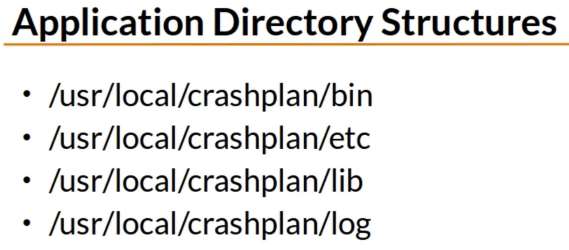 Application Directory Structures
• /usr/local/crashplan/bin
• /usr/local/crashplan/etc
• /usr/local/crashplan/lib
• /usr/local/crashplan/log